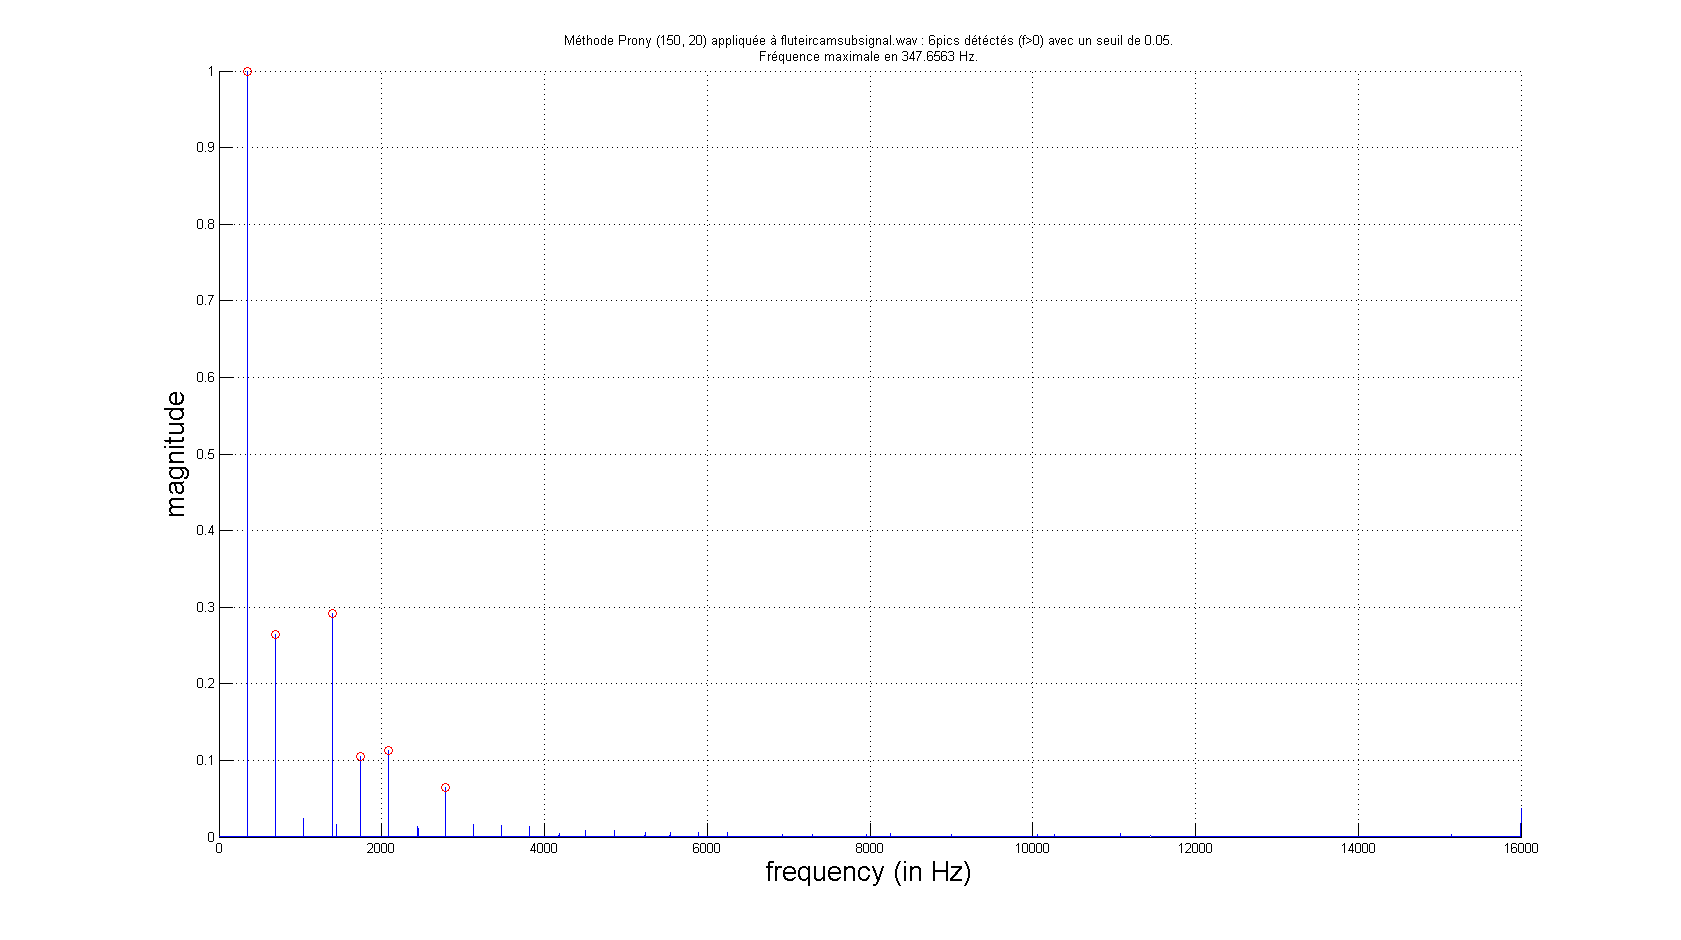 Méthode Prony (150, 20) appliquée à fluteircamsubsignal.wav : 6pics détéctés (f>0) avec un seuil de 0.05.
Fréquence maximale en 347.6563 Hz.
1
0.9
0.8
0.7
0.6
0.5
0.4
0.3
0.2
0.1
0
magnitude
0 2000 4000 6000 8000 10000 12000 14000 16000
frequency (in Hz)